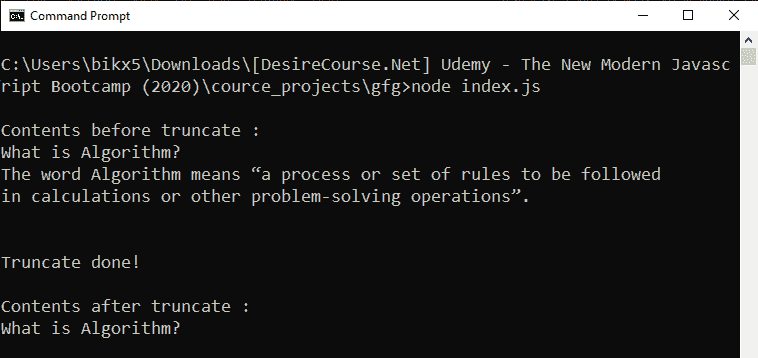 Command Prompt
C:\Users\bikx5\Downloads\[DesireCourse.Net] Udemy - The New Modern Javasc
ript Bootcamp (2020)\cource_projects\gfg>node index.js
Contents before truncate :
What is Algorithm?
The word Algorithm means “a process or set of rules to be followed
in calculations or other problem-solving operations”.
Truncate done!
Contents after truncate :
What is Algorithm?